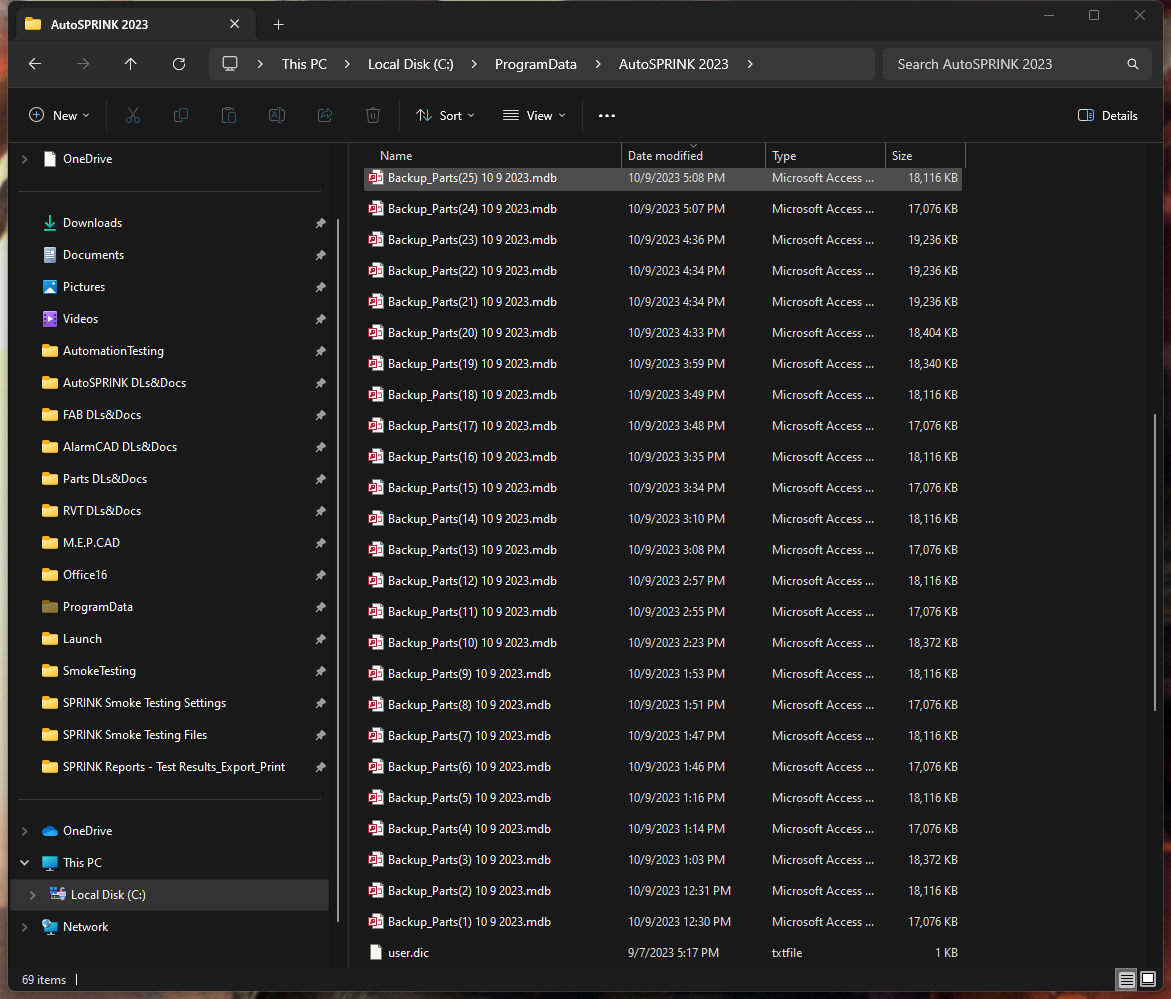 AutoSPRINK 2023
This PC > Local Disk (C:) > ProgramData > AutoSPRINK 2023 >
Search AutoSPRINK 2023
New
Sort
View
Details
OneDrive
Downloads
Documents
Pictures
Videos
AutomationTesting
AutoSPRINK DLs&Docs
FAB DLs&Docs
AlarmCAD DLs&Docs
Parts DLs&Docs
RVT DLs&Docs
M.E.P.CAD
Office16
ProgramData
Launch
SmokeTesting
SPRINK Smoke Testing Settings
SPRINK Smoke Testing Files
SPRINK Reports - Test Results_Export_Print
OneDrive
This PC
Local Disk (C:)
Network
Name Date modified Type Size
Backup_Parts(25) 10 9 2023.mdb 10/9/2023 5:08 PM Microsoft Access ... 18,116 KB
Backup_Parts(24) 10 9 2023.mdb 10/9/2023 5:07 PM Microsoft Access ... 17,076 KB
Backup_Parts(23) 10 9 2023.mdb 10/9/2023 4:36 PM Microsoft Access ... 19,236 KB
Backup_Parts(22) 10 9 2023.mdb 10/9/2023 4:34 PM Microsoft Access ... 19,236 KB
Backup_Parts(21) 10 9 2023.mdb 10/9/2023 4:34 PM Microsoft Access ... 19,236 KB
Backup_Parts(20) 10 9 2023.mdb 10/9/2023 4:33 PM Microsoft Access ... 18,404 KB
Backup_Parts(19) 10 9 2023.mdb 10/9/2023 3:59 PM Microsoft Access ... 18,340 KB
Backup_Parts(18) 10 9 2023.mdb 10/9/2023 3:49 PM Microsoft Access ... 18,116 KB
Backup_Parts(17) 10 9 2023.mdb 10/9/2023 3:48 PM Microsoft Access ... 17,076 KB
Backup_Parts(16) 10 9 2023.mdb 10/9/2023 3:35 PM Microsoft Access ... 18,116 KB
Backup_Parts(15) 10 9 2023.mdb 10/9/2023 3:34 PM Microsoft Access ... 17,076 KB
Backup_Parts(14) 10 9 2023.mdb 10/9/2023 3:10 PM Microsoft Access ... 18,116 KB
Backup_Parts(13) 10 9 2023.mdb 10/9/2023 3:08 PM Microsoft Access ... 17,076 KB
Backup_Parts(12) 10 9 2023.mdb 10/9/2023 2:57 PM Microsoft Access ... 18,116 KB
Backup_Parts(11) 10 9 2023.mdb 10/9/2023 2:55 PM Microsoft Access ... 17,076 KB
Backup_Parts(10) 10 9 2023.mdb 10/9/2023 2:23 PM Microsoft Access ... 18,372 KB
Backup_Parts(9) 10 9 2023.mdb 10/9/2023 1:53 PM Microsoft Access ... 18,116 KB
Backup_Parts(8) 10 9 2023.mdb 10/9/2023 1:51 PM Microsoft Access ... 17,076 KB
Backup_Parts(7) 10 9 2023.mdb 10/9/2023 1:47 PM Microsoft Access ... 18,116 KB
Backup_Parts(6) 10 9 2023.mdb 10/9/2023 1:46 PM Microsoft Access ... 17,076 KB
Backup_Parts(5) 10 9 2023.mdb 10/9/2023 1:16 PM Microsoft Access ... 18,116 KB
Backup_Parts(4) 10 9 2023.mdb 10/9/2023 1:14 PM Microsoft Access ... 17,076 KB
Backup_Parts(3) 10 9 2023.mdb 10/9/2023 1:03 PM Microsoft Access ... 18,372 KB
Backup_Parts(2) 10 9 2023.mdb 10/9/2023 12:31 PM Microsoft Access ... 18,116 KB
Backup_Parts(1) 10 9 2023.mdb 10/9/2023 12:30 PM Microsoft Access ... 17,076 KB
user.dic 9/7/2023 5:17 PM txtfile 1 KB
69 items